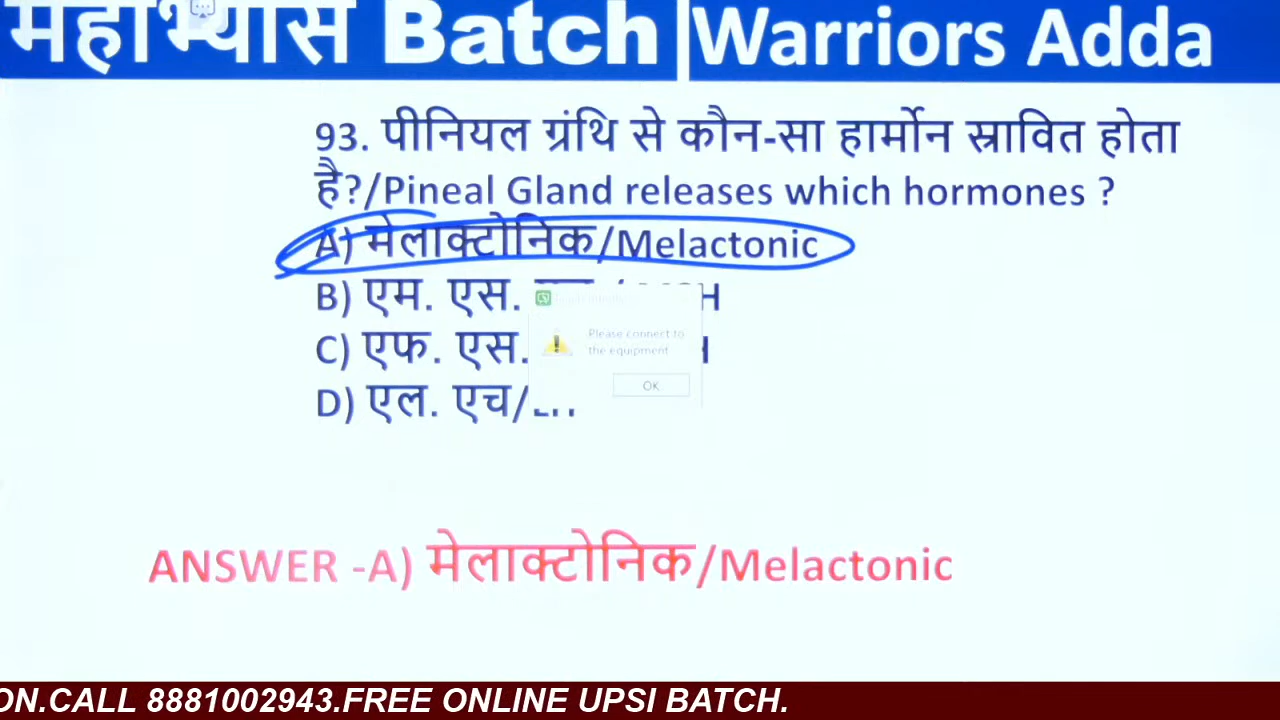 महाभ्यास Batch Warriors Adda
93. पीनियल ग्रंथि से कौन-सा हार्मोन स्रावित होता
है?/Pineal Gland releases which hormones ?
A) मेलाक्टोनिक/Melactonic
B) एम. एस.
C) एफ. एस.
D) एल. एच/LH
Please connect to
the equipment
OK
ANSWER -A) मेलाक्टोनिक/Melactonic
ON.CALL 8881002943.FREE ONLINE UPSI BATCH.